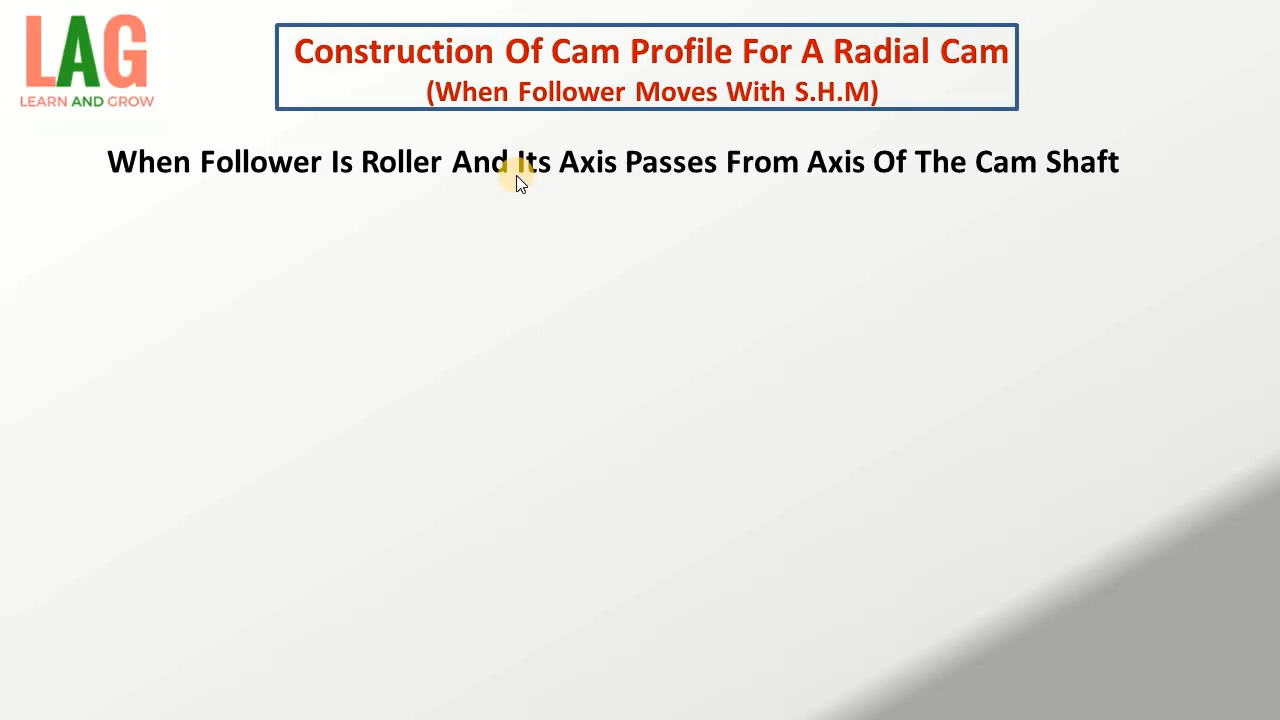 LAG
LEARN AND GROW
Construction Of Cam Profile For A Radial Cam
(When Follower Moves With S.H.M)
When Follower Is Roller And Its Axis Passes From Axis Of The Cam Shaft